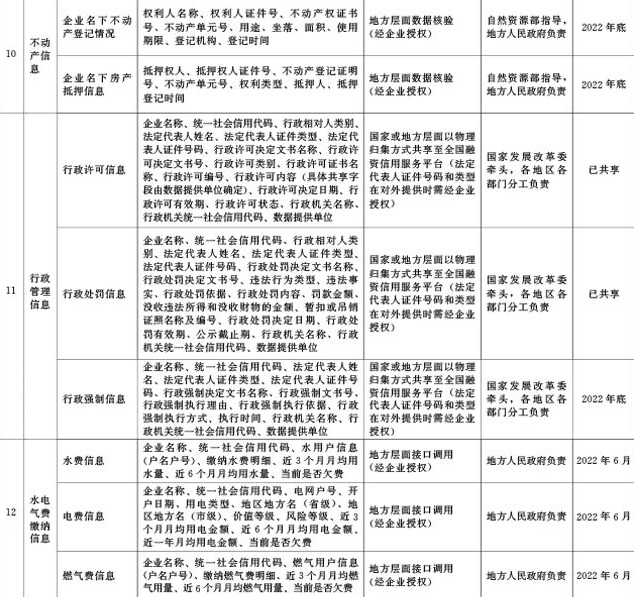 10
不动
产信
息
企业名下不动
产登记情况
权利人名称、权利人证件号、不动产权证书
号、不动产单元号、用途、坐落、面积、使用
期限、登记机构、登记时间
地方层面数据核验
（经企业授权）
自然资源部指导，
地方人民政府负责
2022 年底
企业名下房产
抵押信息
抵押权人、抵押权人证件号、不动产登记证明
号、不动产单元号、权利类型、抵押人、抵押
登记时间
地方层面数据核验
（经企业授权）
自然资源部指导，
地方人民政府负责
2022 年底
11
行政
管理
信息
行政许可信息
企业名称、统一社会信用代码、行政相对人类别、
法定代表人姓名、法定代表人证件类型、法定代表
人证件号码、行政许可决定文书名称、行政许
可决定文书号、行政许可类别、行政许可证书名
称、行政许可编号、行政许可内容（具体共享字
段由数据提供单位确定）、行政许可决定日期、行
政许可有效期、行政许可状态、行政机关名称、
行政机关统一社会信用代码、数据提供单位
国家或地方层面以物理
归集方式共享至全国融
资信用服务平台（法定
代表人证件号码和类型
在对外提供时需经企业
授权）
国家发展改革委
牵头，各地区各
部门分工负责
已共享
行政处罚信息
企业名称、统一社会信用代码、行政相对人类
别、法定代表人姓名、法定代表人证件类型、
法定代表人证件号码、行政处罚决定文书名称、
行政处罚决定文书号、违法行为类型、违法事
实、行政处罚依据、行政处罚内容、罚款金额、
没收违法所得和没收财物的金额、暂扣或吊销
证照名称及编号、行政处罚决定日期、行政处
罚有效期、公示截止期、行政机关名称、行政
机关统一社会信用代码、数据提供单位
国家或地方层面以物理
归集方式共享至全国融
资信用服务平台（法定
代表人证件号码和类型
在对外提供时需经企业
授权）
国家发展改革委
牵头，各地区各
部门分工负责
已共享
行政强制信息
企业名称、统一社会信用代码、法定代表人姓
名、法定代表人证件类型、法定代表人证件号
码、行政强制决定文书名称、行政强制文书号、
行政强制执行理由、行政强制执行依据、行政
强制执行方式、执行时间、行政机关名称、行
政机关统一社会信用代码、数据提供单位
国家或地方层面以物理
归集方式共享至全国融
资信用服务平台（法定
代表人证件号码和类型
在对外提供时需经企业
授权）
国家发展改革委
牵头，各地区各
部门分工负责
2022 年底
12
水电
气费
缴纳
信息
水费信息
企业名称、统一社会信用代码、水用户信息
（户名户号）、缴纳水费明细、近 3 个月月均用
水量、近 6 个月月均用水量、当前是否欠费
地方层面接口调用
（经企业授权）
地方人民政府负责
2022 年 6 月
电费信息
企业名称、统一社会信用代码、电网户号、开
户日期、用电类型、地区地方名（省级）、地
区地方名（市级）、价值等级、风险等级、近 3
个月月均用电金额、近 6 个月月均用电金额、
近一年月均用电金额、当前是否欠费
地方层面接口调用
（经企业授权）
地方人民政府负责
2022 年 6 月
燃气费信息
企业名称、统一社会信用代码、燃气用户信息
（户名户号）、缴纳燃气费明细、近 3 个月月均燃
气用量、近 6 个月月均燃气用量、当前是否欠费
地方层面接口调用
（经企业授权）
地方人民政府负责
2022 年 6 月